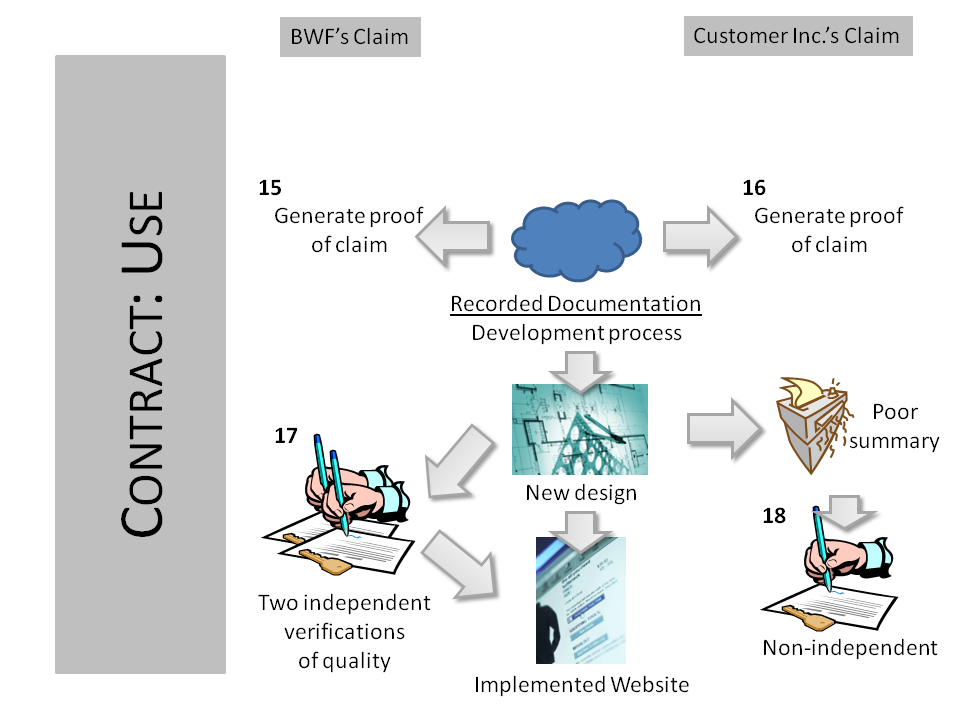 BWF’s Claim
Customer Inc.’s Claim
CONTRACT: USE
15
Generate proof
of claim
16
Generate proof
of claim
Recorded Documentation
Development process
Poor
summary
17
New design
18
Two independent
verifications
of quality
Non-independent
Implemented Website